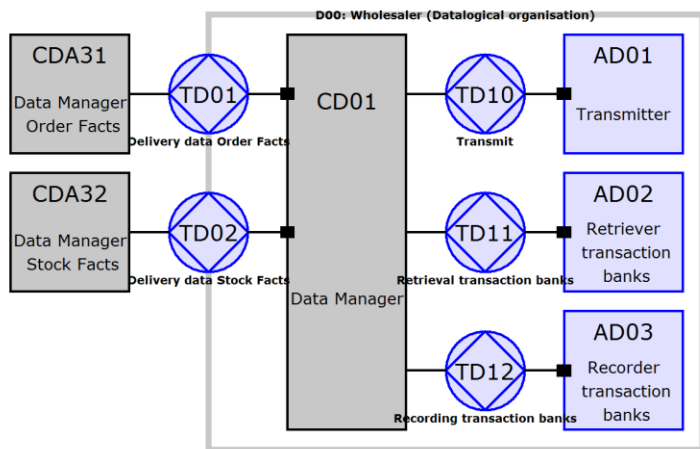 D00: Wholesaler (Datalogical organisation)
CDA31
Data Manager
Order Facts
TD01
Delivery data Order Facts
CD01
Data Manager
TD10
Transmit
AD01
Transmitter
CDA32
Data Manager
Stock Facts
TD02
Delivery data Stock Facts
TD11
Retrieval transaction banks
AD02
Retriever
transaction
banks
TD12
Recording transaction banks
AD03
Recorder
transaction
banks